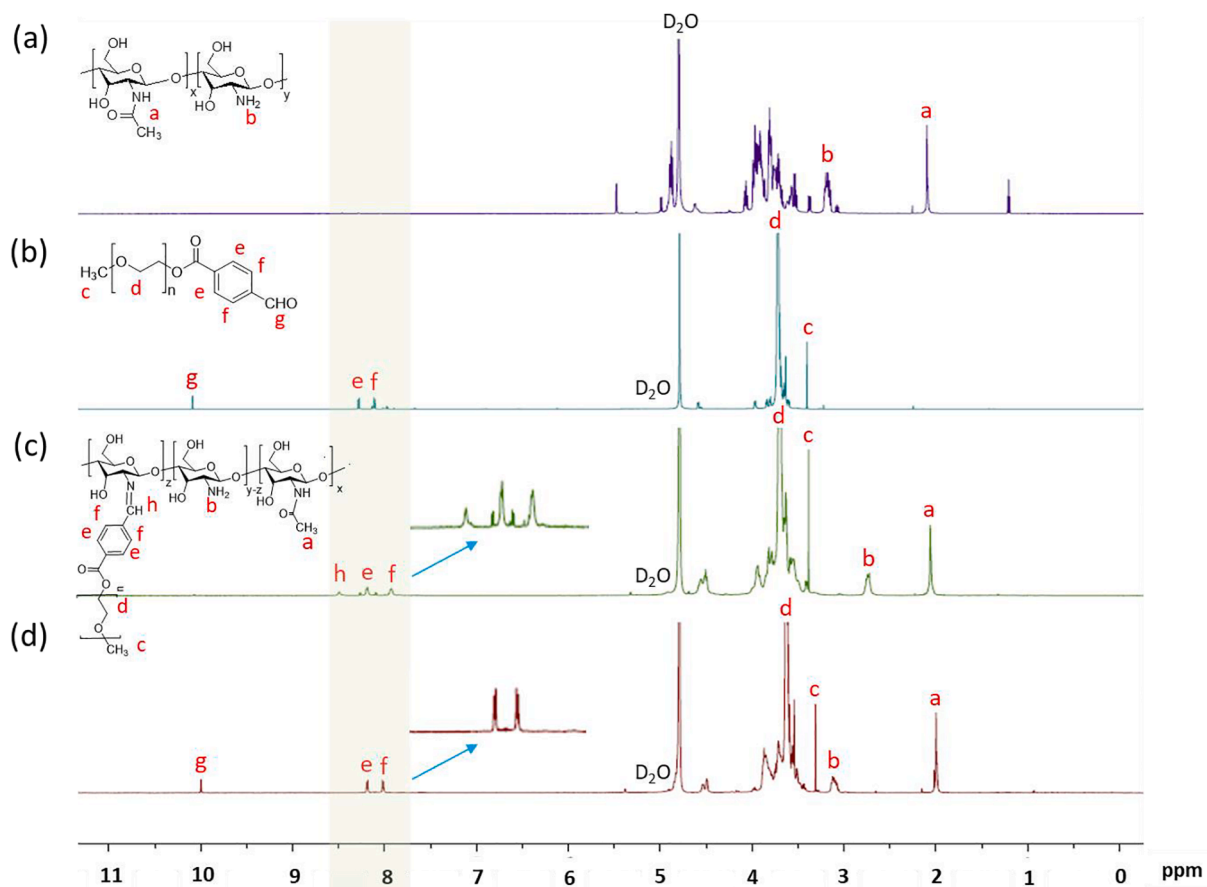 (a)
OH
OH
O
O
O
O
HO
NH
x
HO
NH2
y
O
a
b
CH3
D2O
b
a
(b)
O
e
f
H3C
O
O
n
c
d
e
f
CHO
g
g
e
f
D2O
d
c
(c)
OH
OH
OH
O
O
O
O
O
O
HO
N
z
HO
NH2
y-z
HO
NH
x
f
CH
h
b
O
CH3
a
e
f
e
O
O
n
d
O
CH3
c
h
e
f
D2O
d
c
b
a
(d)
g
e
f
D2O
d
c
b
a
11 10 9 8 7 6 5 4 3 2 1 0 ppm